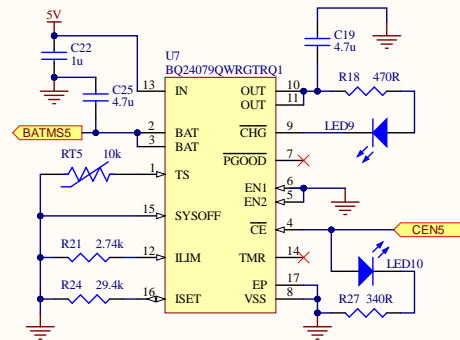 5V
C22
1u
C25
4.7u
BATMS5
RT5 10k
R21 2.74k
R24 29.4k
U7
BQ24079QWRGTRQ1
13 IN
2 BAT
3 BAT
1 TS
15 SYSOFF
12 ILIM
16 ISET
OUT 10
OUT 11
CHG 9
PGOOD 7
EN1 6
EN2 5
CE 4
TMR 14
EP 17
VSS 8
C19
4.7u
R18 470R
LED9
CEN5
LED10
R27 340R